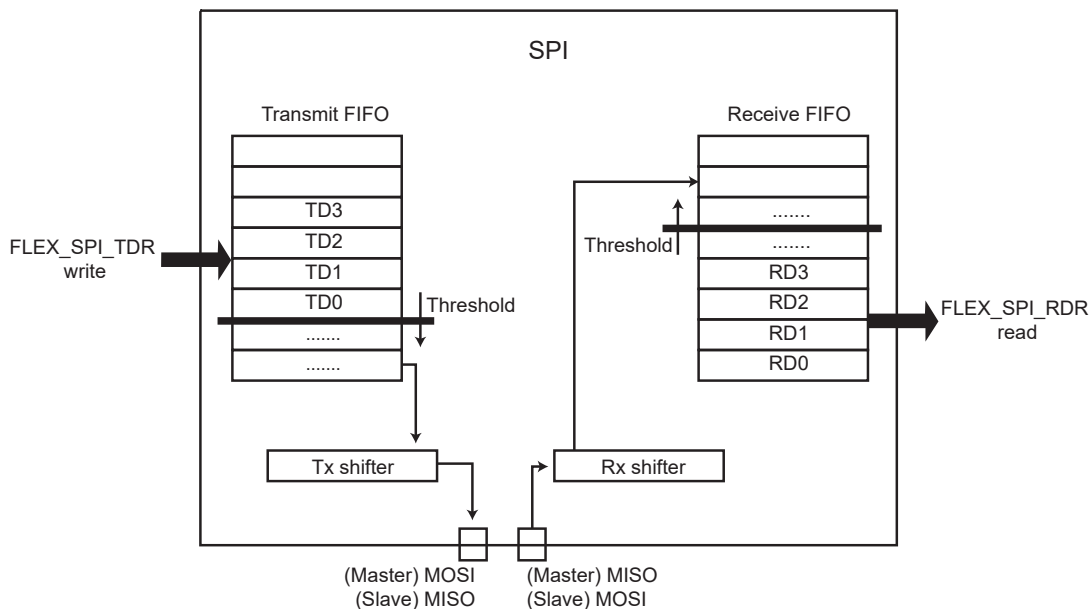 SPI
Transmit FIFO
Receive FIFO
TD3
TD2
TD1
TD0
.......
.......
FLEX_SPI_TDR
write
Threshold
.......
.......
RD3
RD2
RD1
RD0
Threshold
FLEX_SPI_RDR
read
Tx shifter
Rx shifter
(Master) MOSI
(Slave) MISO
(Master) MISO
(Slave) MOSI